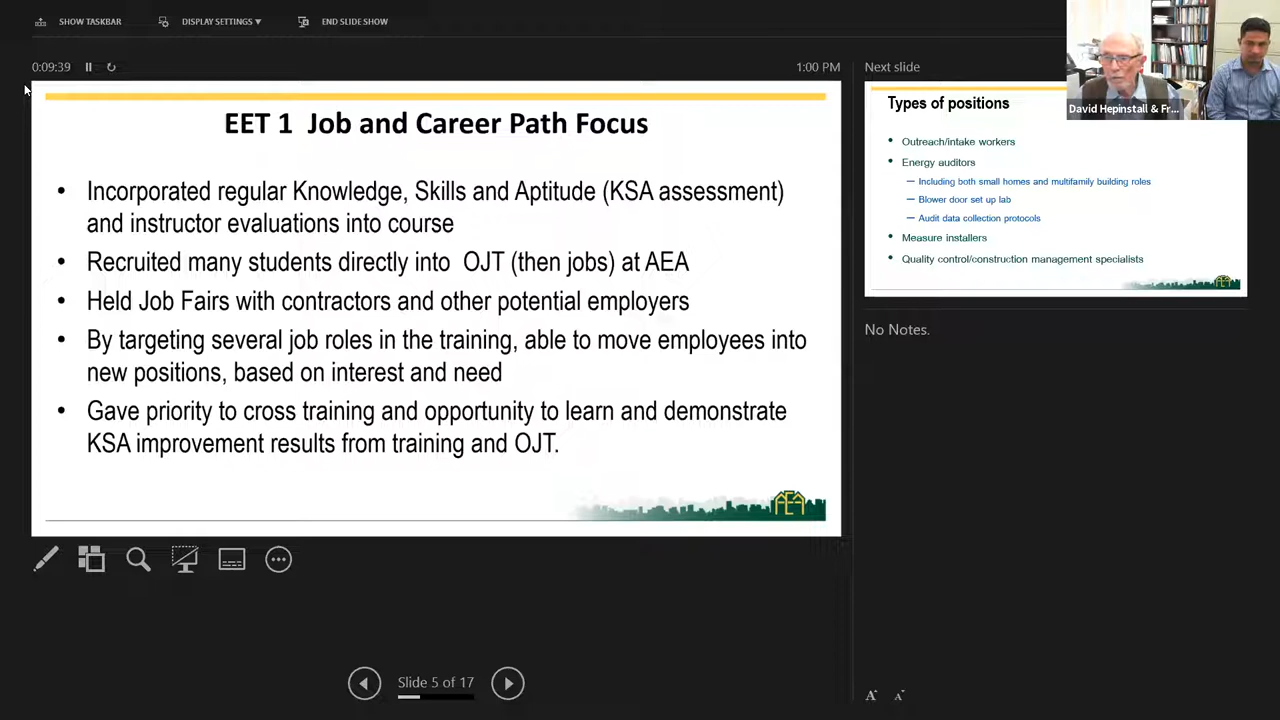 SHOW TASKBAR
DISPLAY SETTINGS ▼
END SLIDE SHOW
0:09:39
1:00 PM
EET 1 Job and Career Path Focus
• Incorporated regular Knowledge, Skills and Aptitude (KSA assessment)
and instructor evaluations into course
• Recruited many students directly into OJT (then jobs) at AEA
• Held Job Fairs with contractors and other potential employers
• By targeting several job roles in the training, able to move employees into
new positions, based on interest and need
• Gave priority to cross training and opportunity to learn and demonstrate
KSA improvement results from training and OJT.
AEA
Slide 5 of 17
Next slide
David Hepinstall & Fr...
Types of positions
• Outreach/intake workers
• Energy auditors
– Including both small homes and multifamily building roles
– Blower door set up lab
– Audit data collection protocols
• Measure installers
• Quality control/construction management specialists
No Notes.
A
A